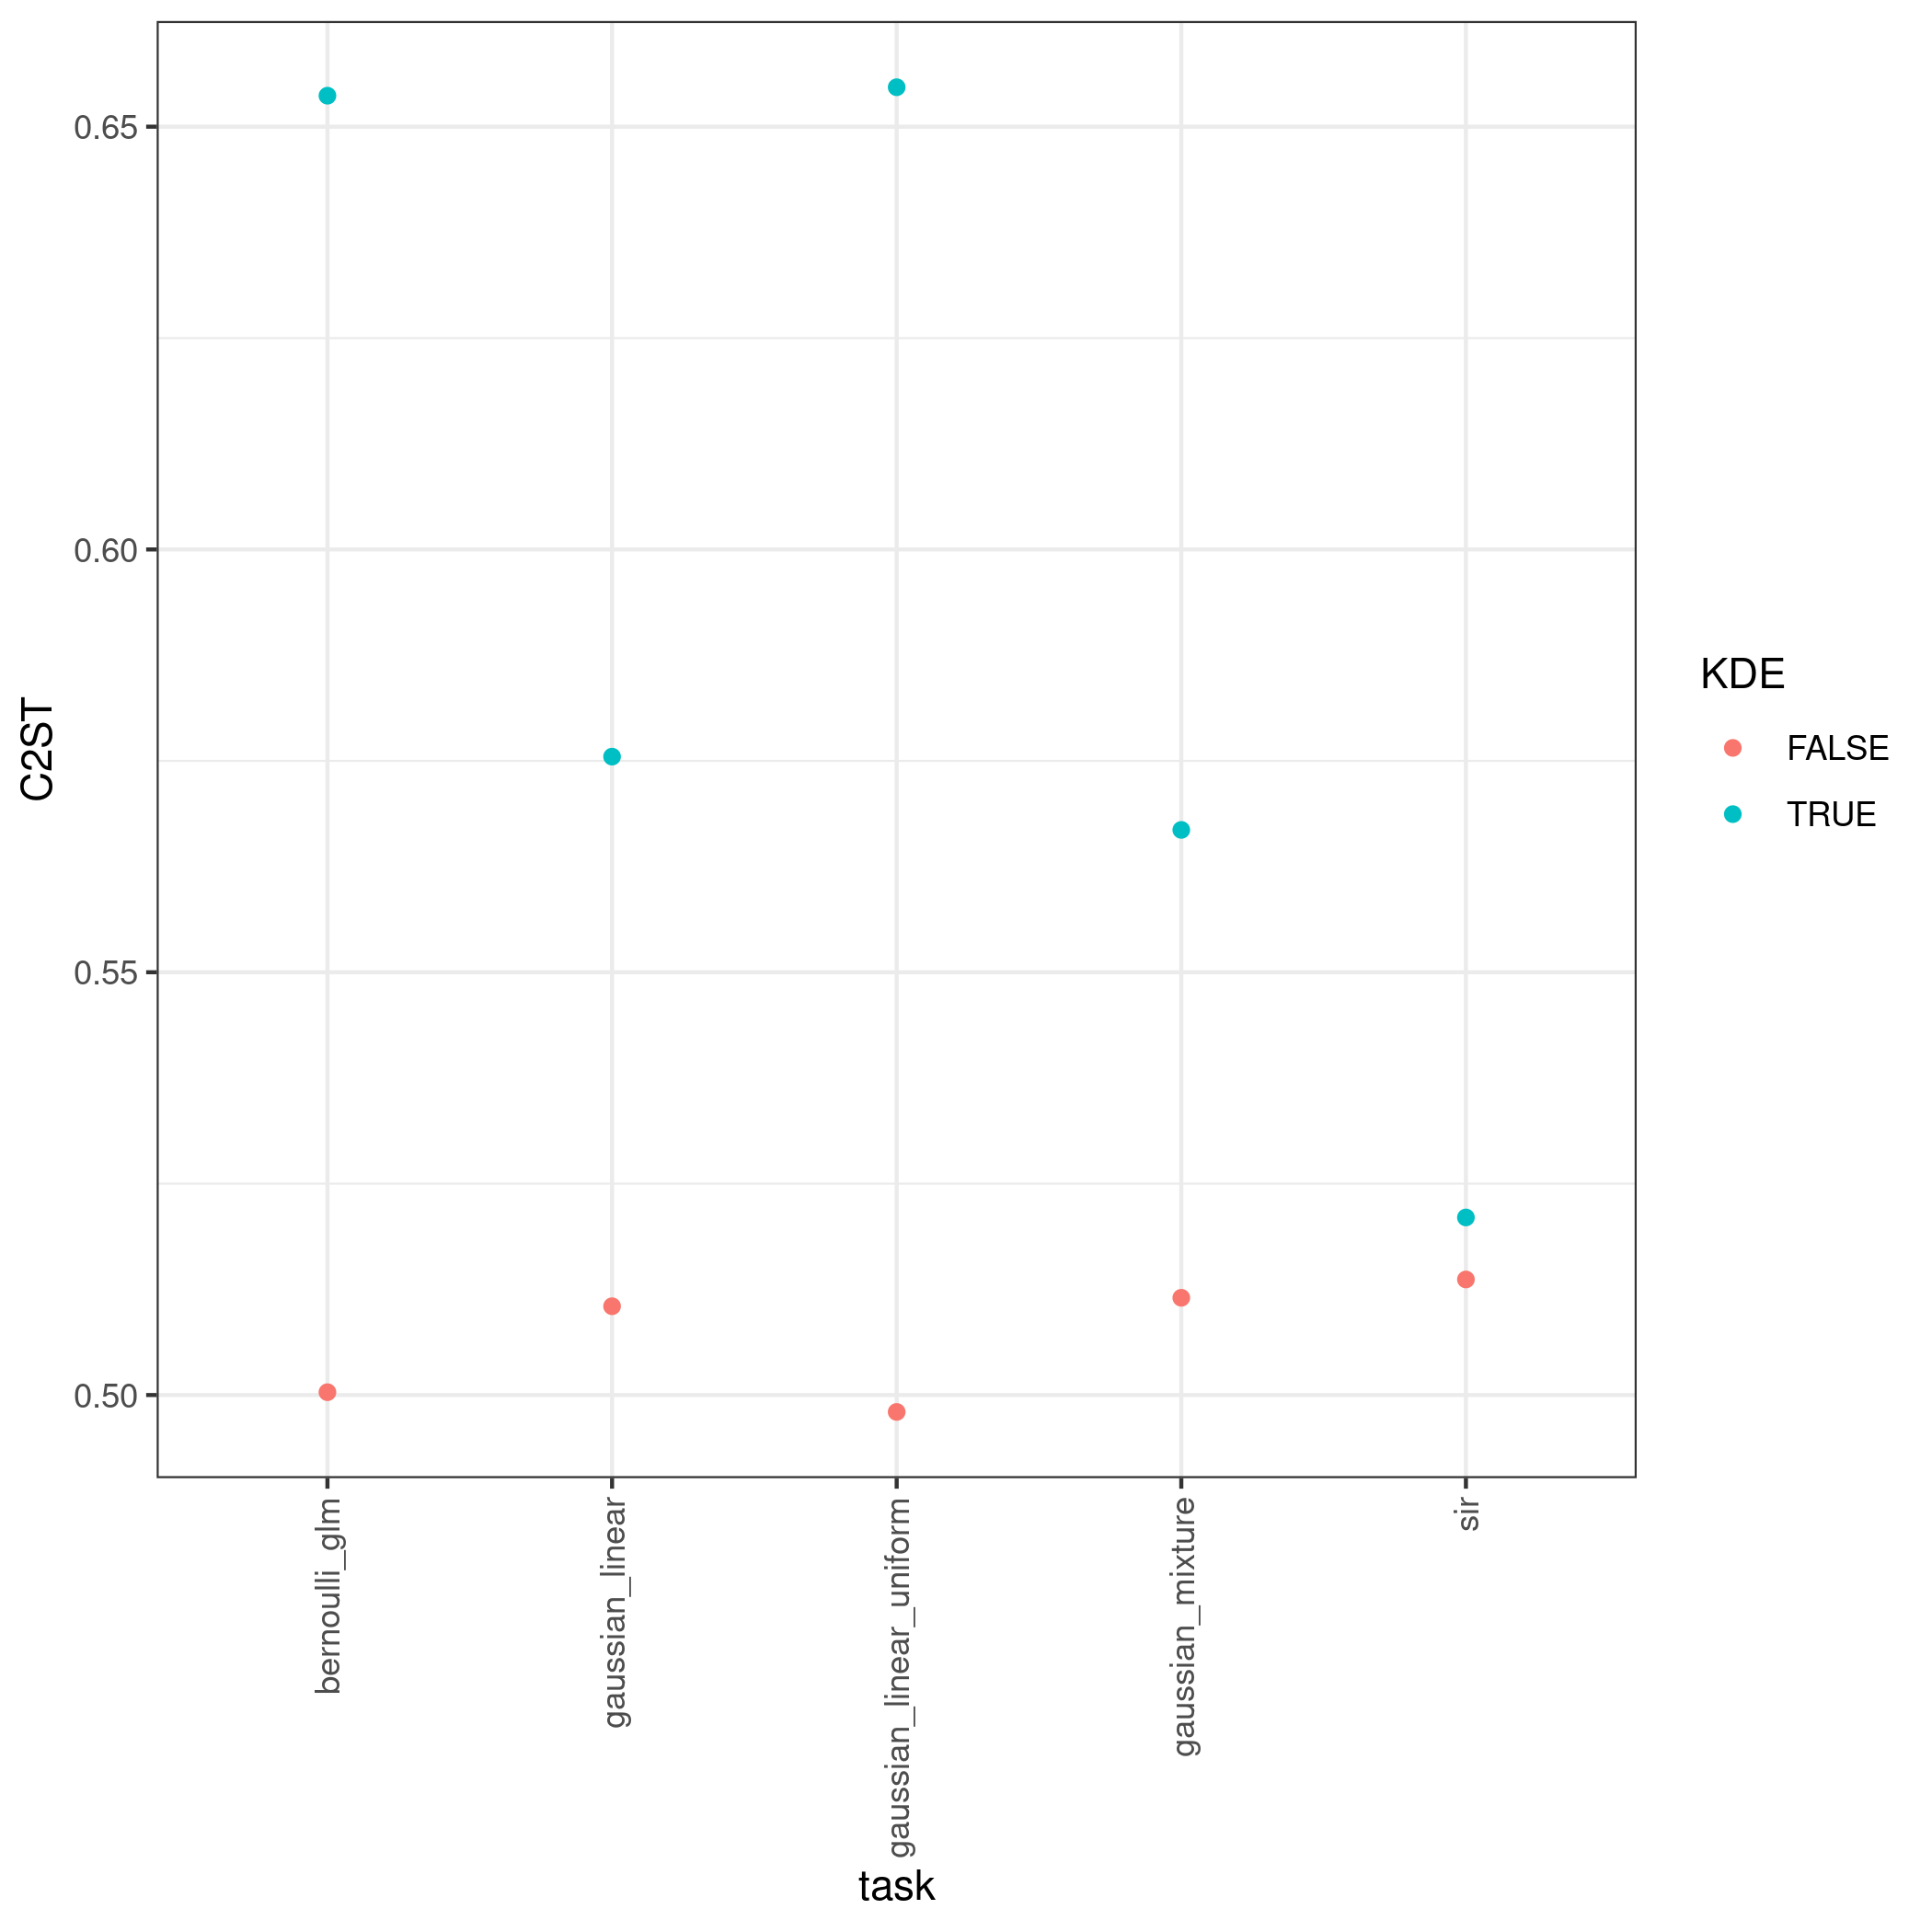 C2ST
0.65
0.60
0.55
0.50
bernoulli_glm
gaussian_linear
gaussian_linear_uniform
gaussian_mixture
sir
task
KDE
FALSE
TRUE